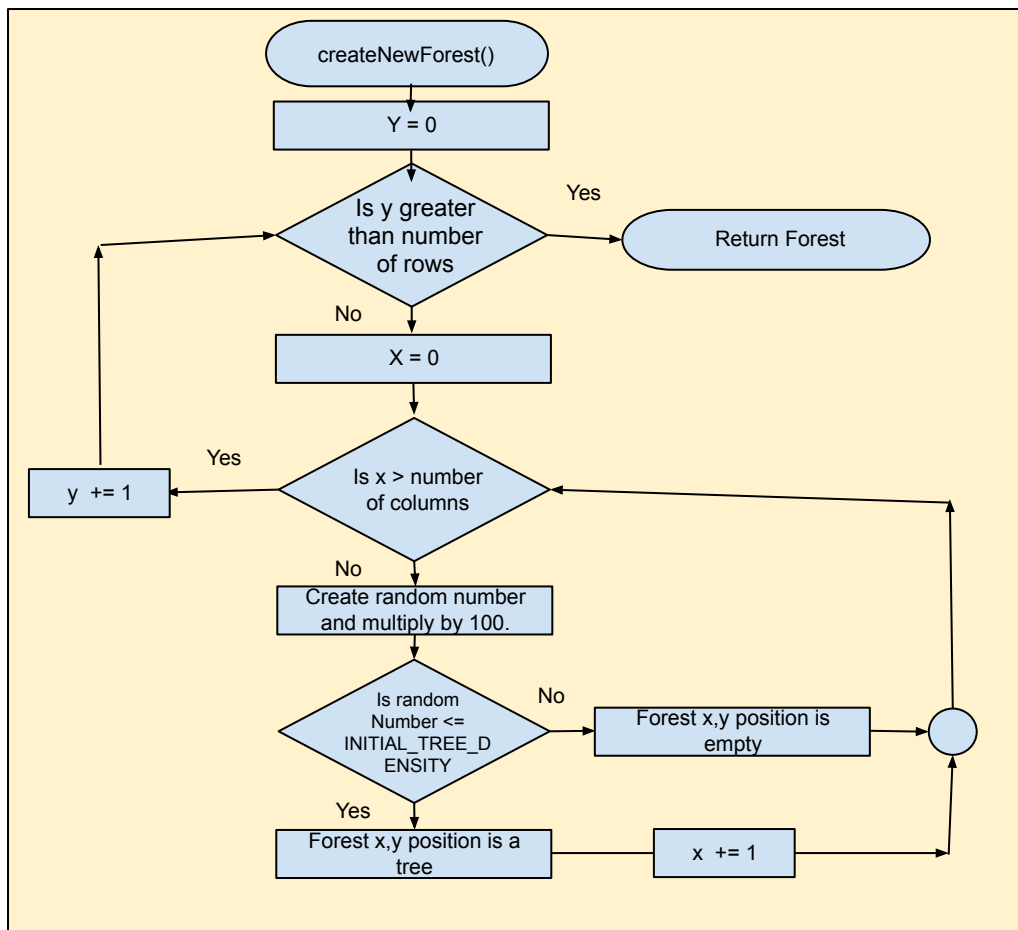 createNewForest()
Y = 0
Is y greater
than number
of rows
Yes
Return Forest
No
X = 0
Is x > number
of columns
Yes
y += 1
No
Create random number
and multiply by 100.
Is random
Number <=
INITIAL_TREE_D
ENSITY
No
Forest x,y position is
empty
Yes
Forest x,y position is a
tree
x += 1